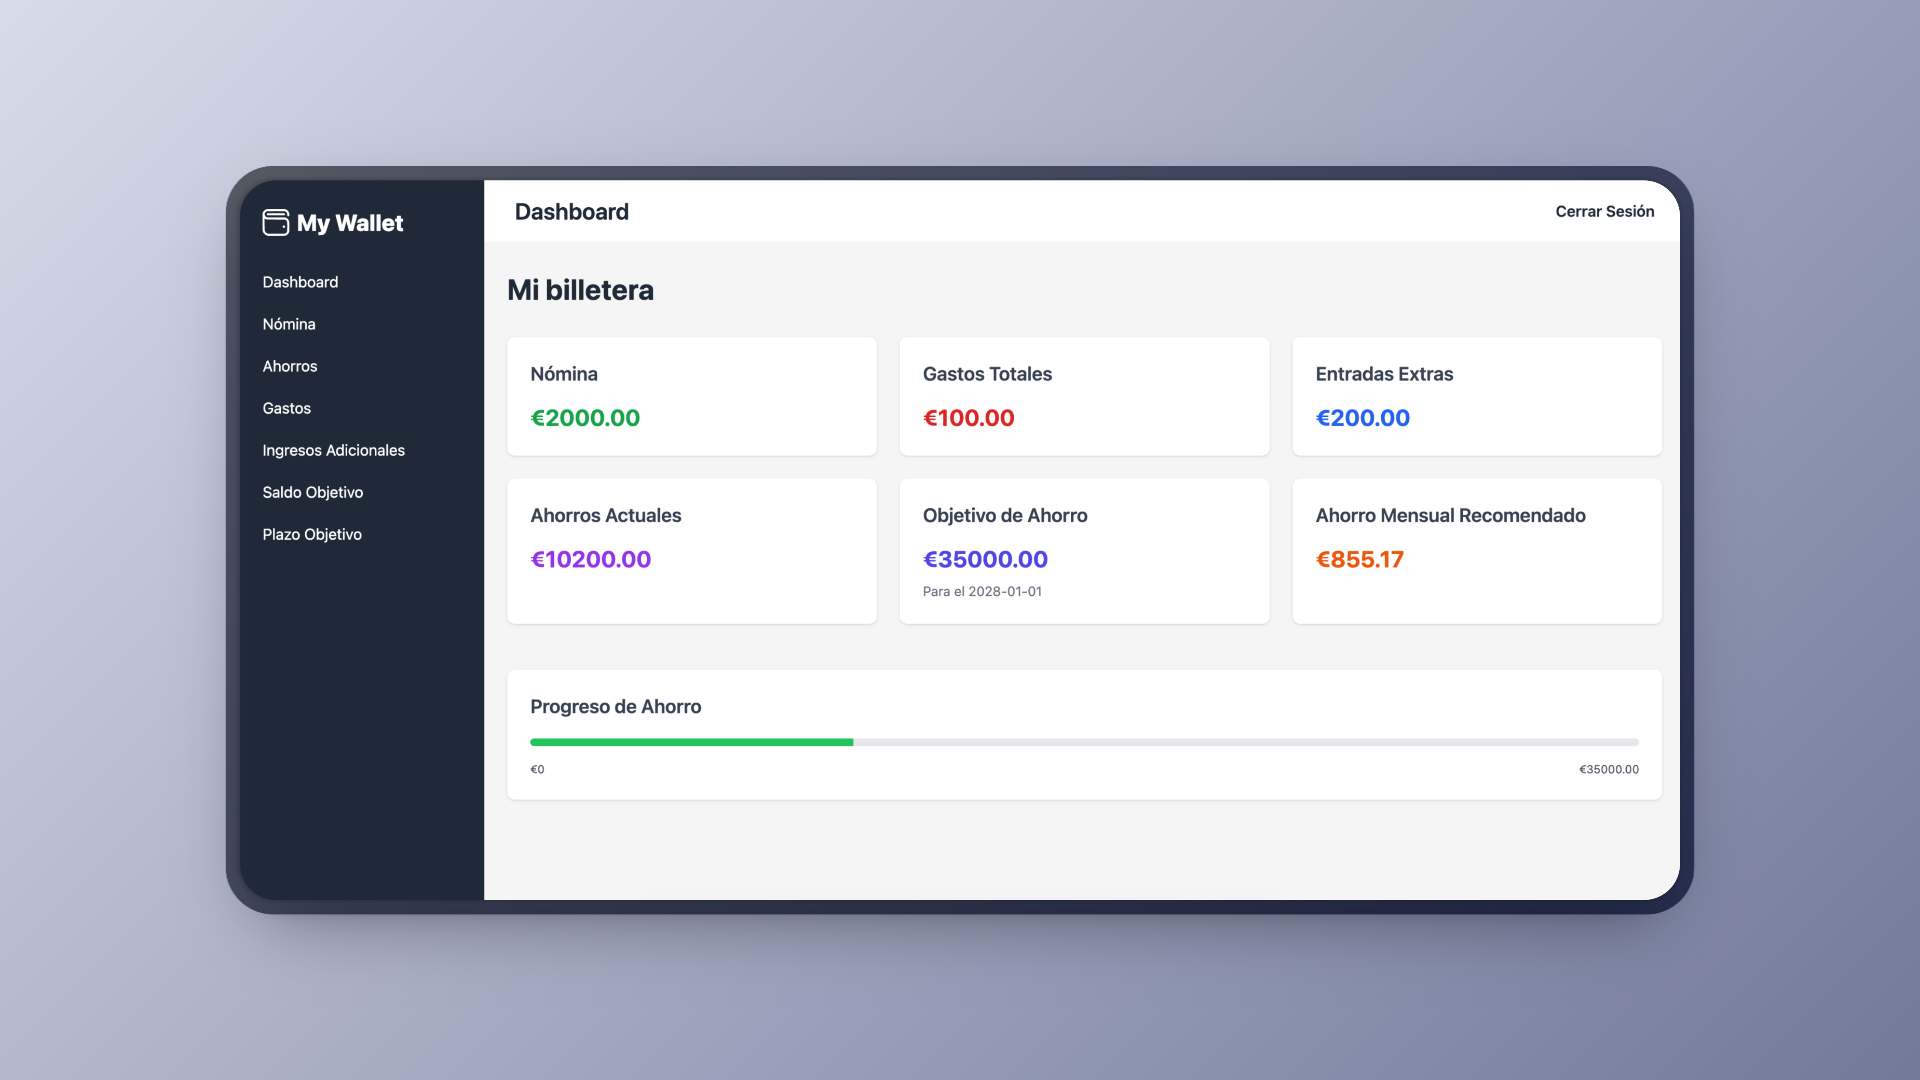 My Wallet
Dashboard
Nómina
Ahorros
Gastos
Ingresos Adicionales
Saldo Objetivo
Plazo Objetivo
Dashboard
Cerrar Sesión
Mi billetera
Nómina
€2000.00
Gastos Totales
€100.00
Entradas Extras
€200.00
Ahorros Actuales
€10200.00
Objetivo de Ahorro
€35000.00
Para el 2028-01-01
Ahorro Mensual Recomendado
€855.17
Progreso de Ahorro
€0
€35000.00